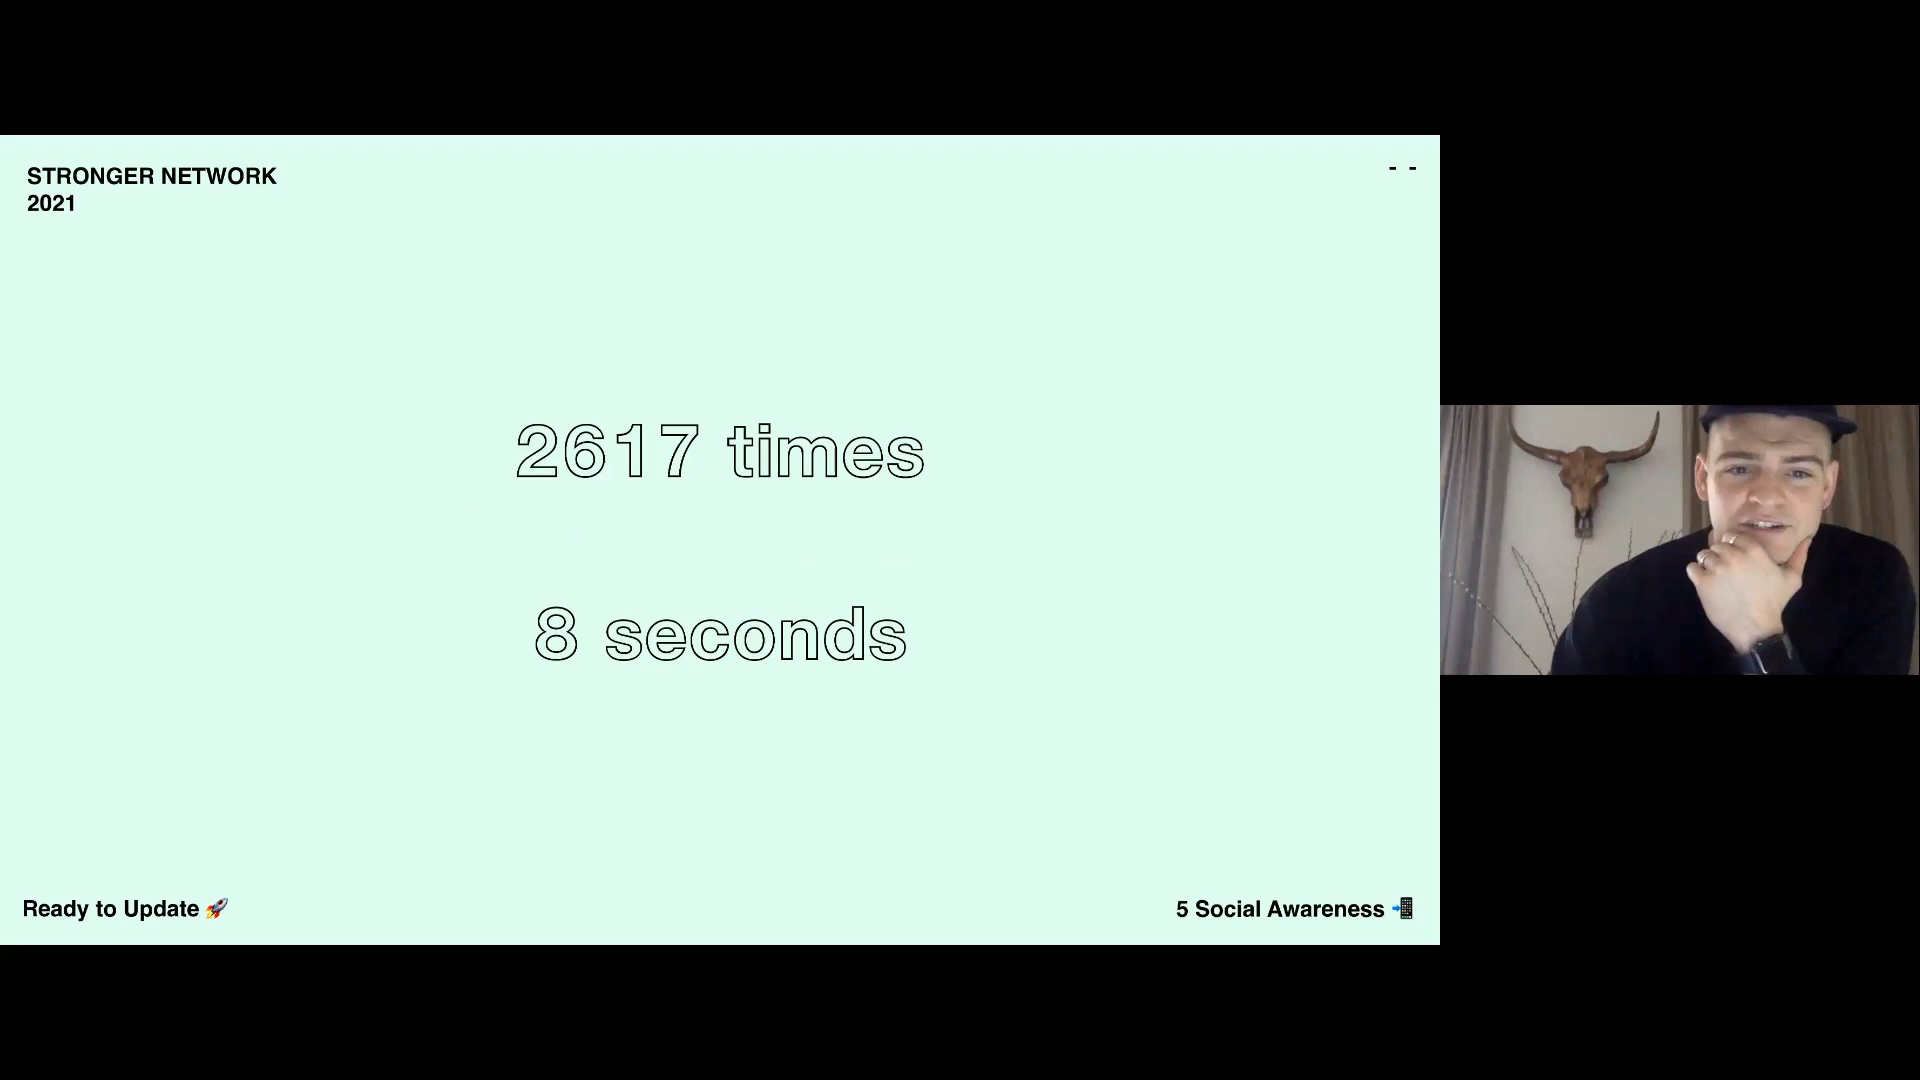 STRONGER NETWORK
2021
- -
2617 times
8 seconds
Ready to Update 🚀
5 Social Awareness 📲